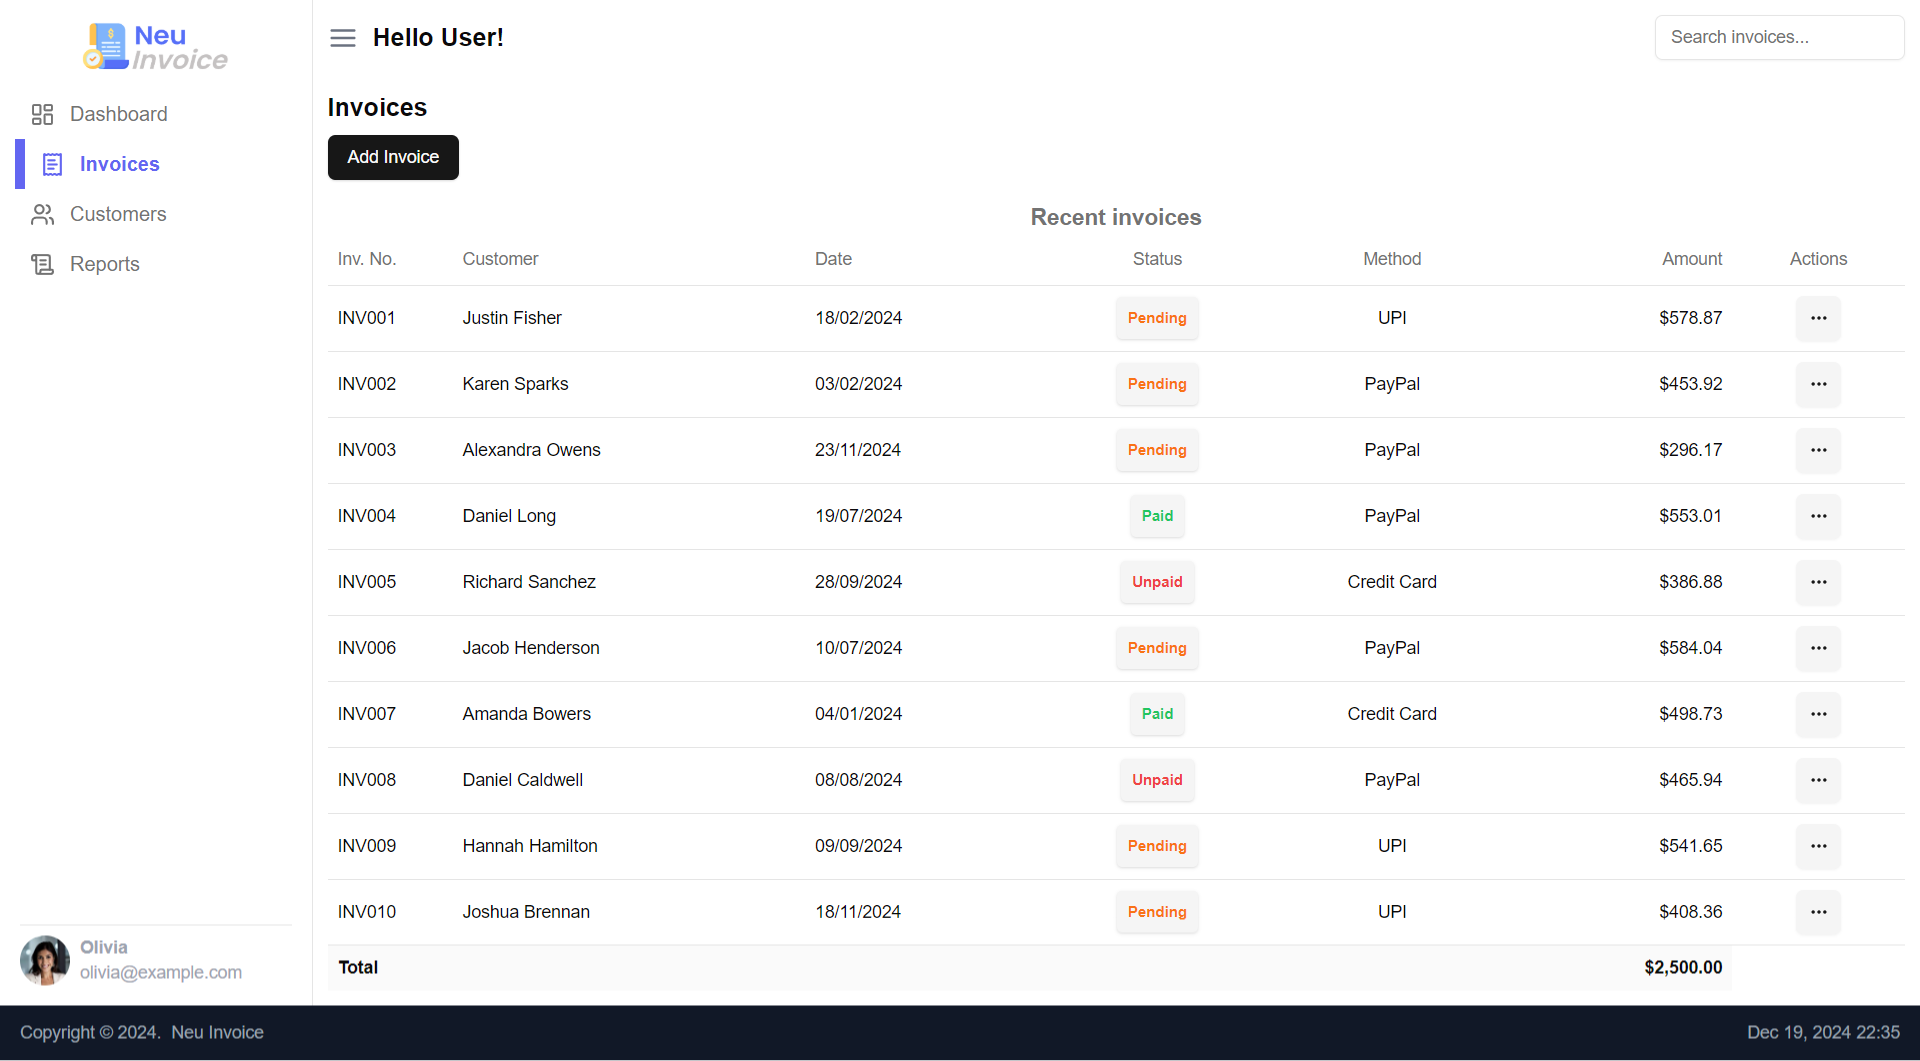 Neu
Invoice
Hello User!
Search invoices...
Dashboard
Invoices
Customers
Reports
Invoices
Add Invoice
Recent invoices
Inv. No. Customer Date Status Method Amount Actions
INV001 Justin Fisher 18/02/2024 Pending UPI $578.87
INV002 Karen Sparks 03/02/2024 Pending PayPal $453.92
INV003 Alexandra Owens 23/11/2024 Pending PayPal $296.17
INV004 Daniel Long 19/07/2024 Paid PayPal $553.01
INV005 Richard Sanchez 28/09/2024 Unpaid Credit Card $386.88
INV006 Jacob Henderson 10/07/2024 Pending PayPal $584.04
INV007 Amanda Bowers 04/01/2024 Paid Credit Card $498.73
INV008 Daniel Caldwell 08/08/2024 Unpaid PayPal $465.94
INV009 Hannah Hamilton 09/09/2024 Pending UPI $541.65
INV010 Joshua Brennan 18/11/2024 Pending UPI $408.36
Total $2,500.00
Olivia
olivia@example.com
Copyright © 2024. Neu Invoice
Dec 19, 2024 22:35